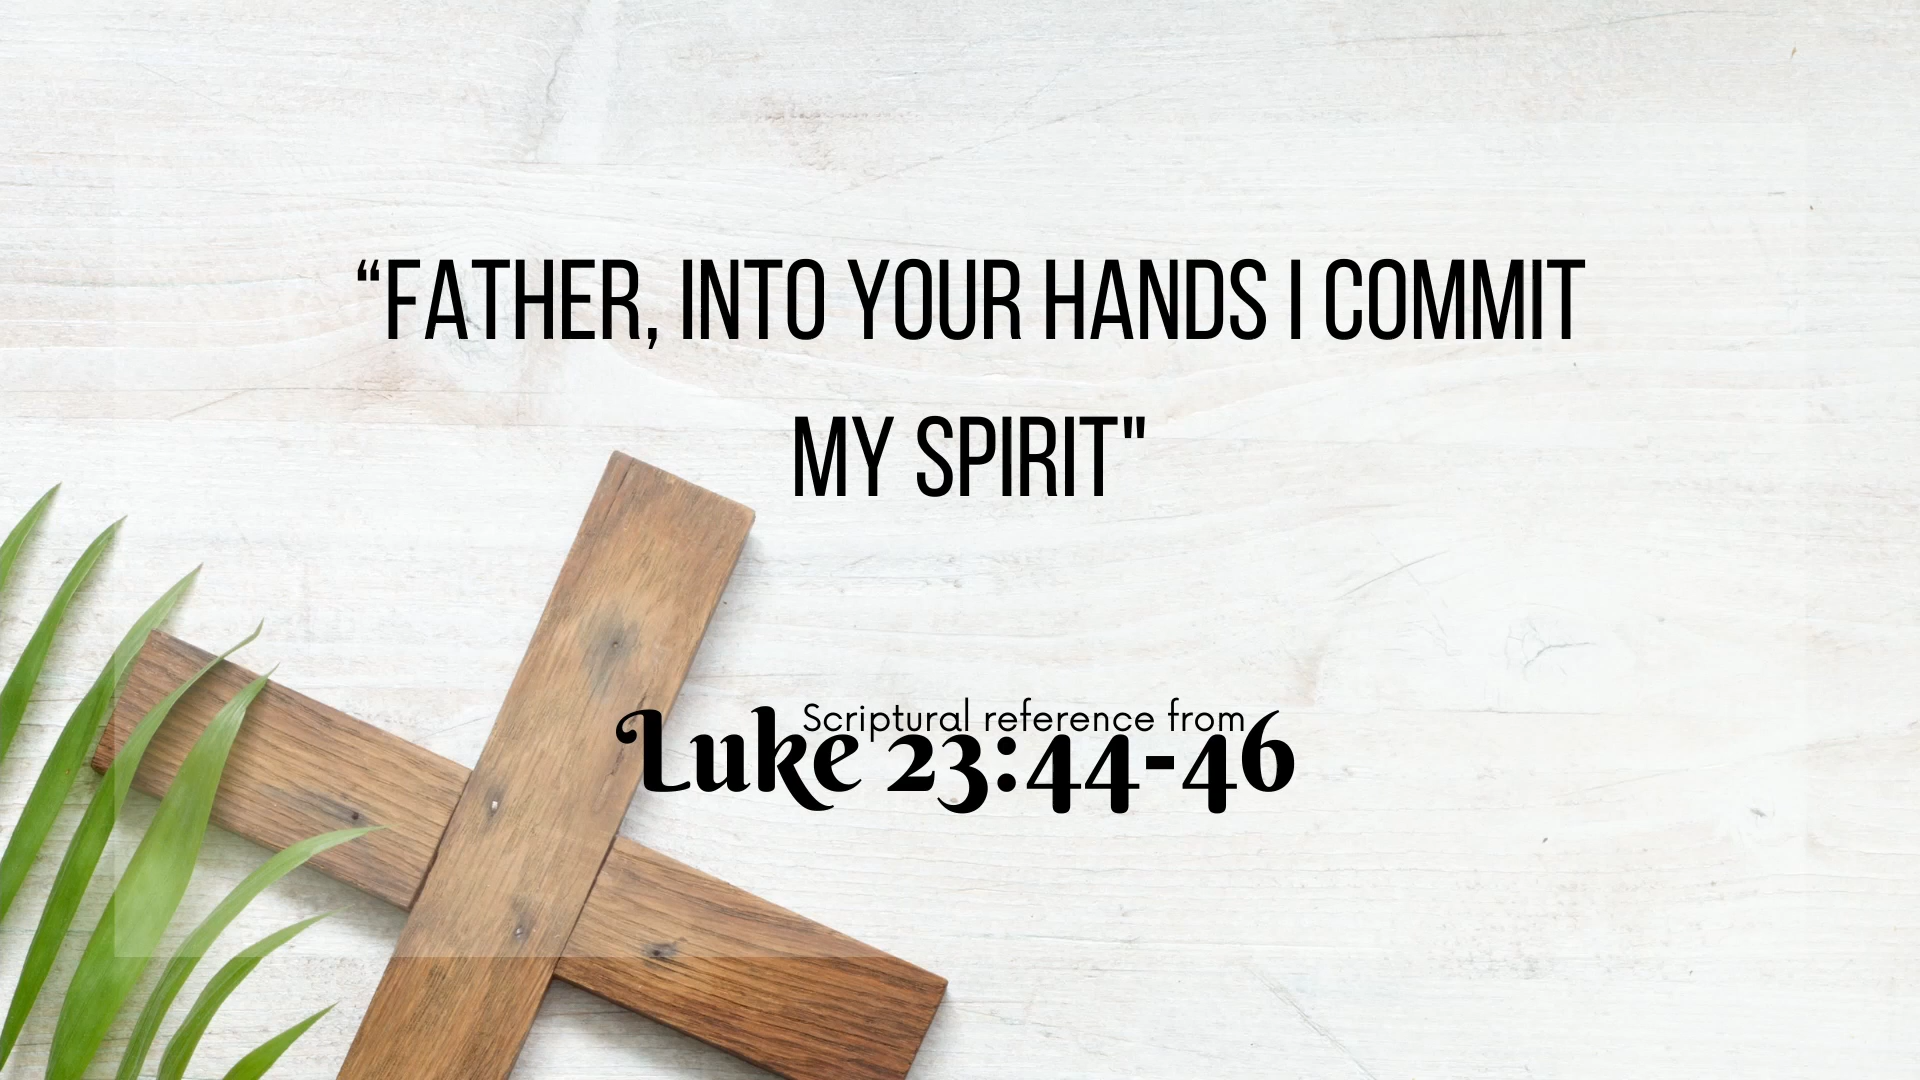 “FATHER, INTO YOUR HANDS I COMMIT
MY SPIRIT"
Scriptural reference from
Luke 23:44-46